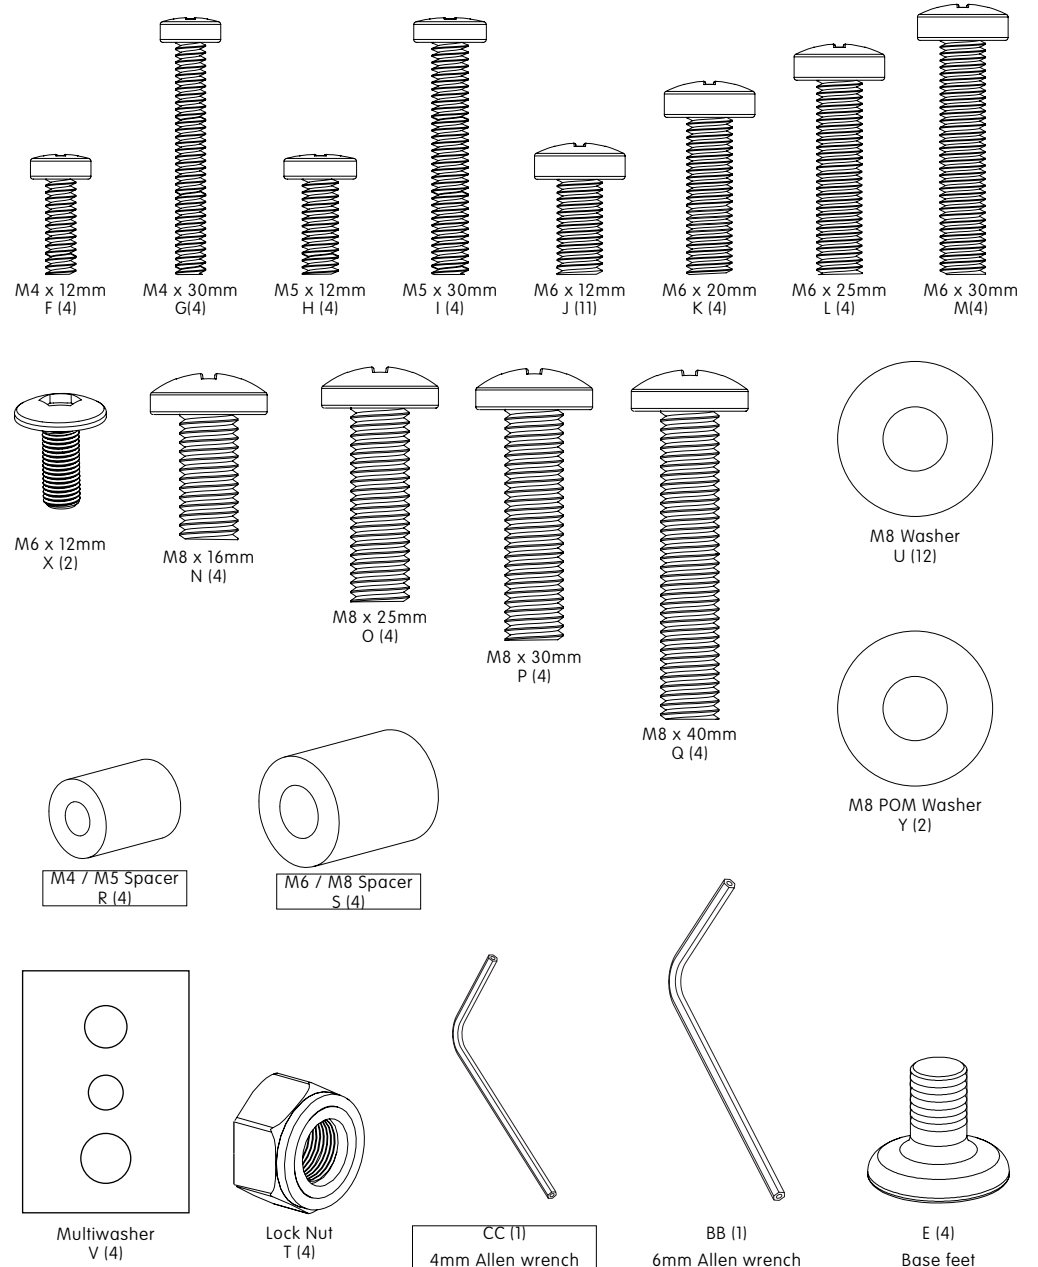 M4 x 12mm
F (4)
M4 x 30mm
G(4)
M5 x 12mm
H (4)
M5 x 30mm
I (4)
M6 x 12mm
J (11)
M6 x 20mm
K (4)
M6 x 25mm
L (4)
M6 x 30mm
M(4)
M6 x 12mm
X (2)
M8 x 16mm
N (4)
M8 x 25mm
O (4)
M8 x 30mm
P (4)
M8 x 40mm
Q (4)
M8 Washer
U (12)
M8 POM Washer
Y (2)
M4 / M5 Spacer
R (4)
M6 / M8 Spacer
S (4)
Multiwasher
V (4)
Lock Nut
T (4)
CC (1)
4mm Allen wrench
BB (1)
6mm Allen wrench
E (4)
Base feet